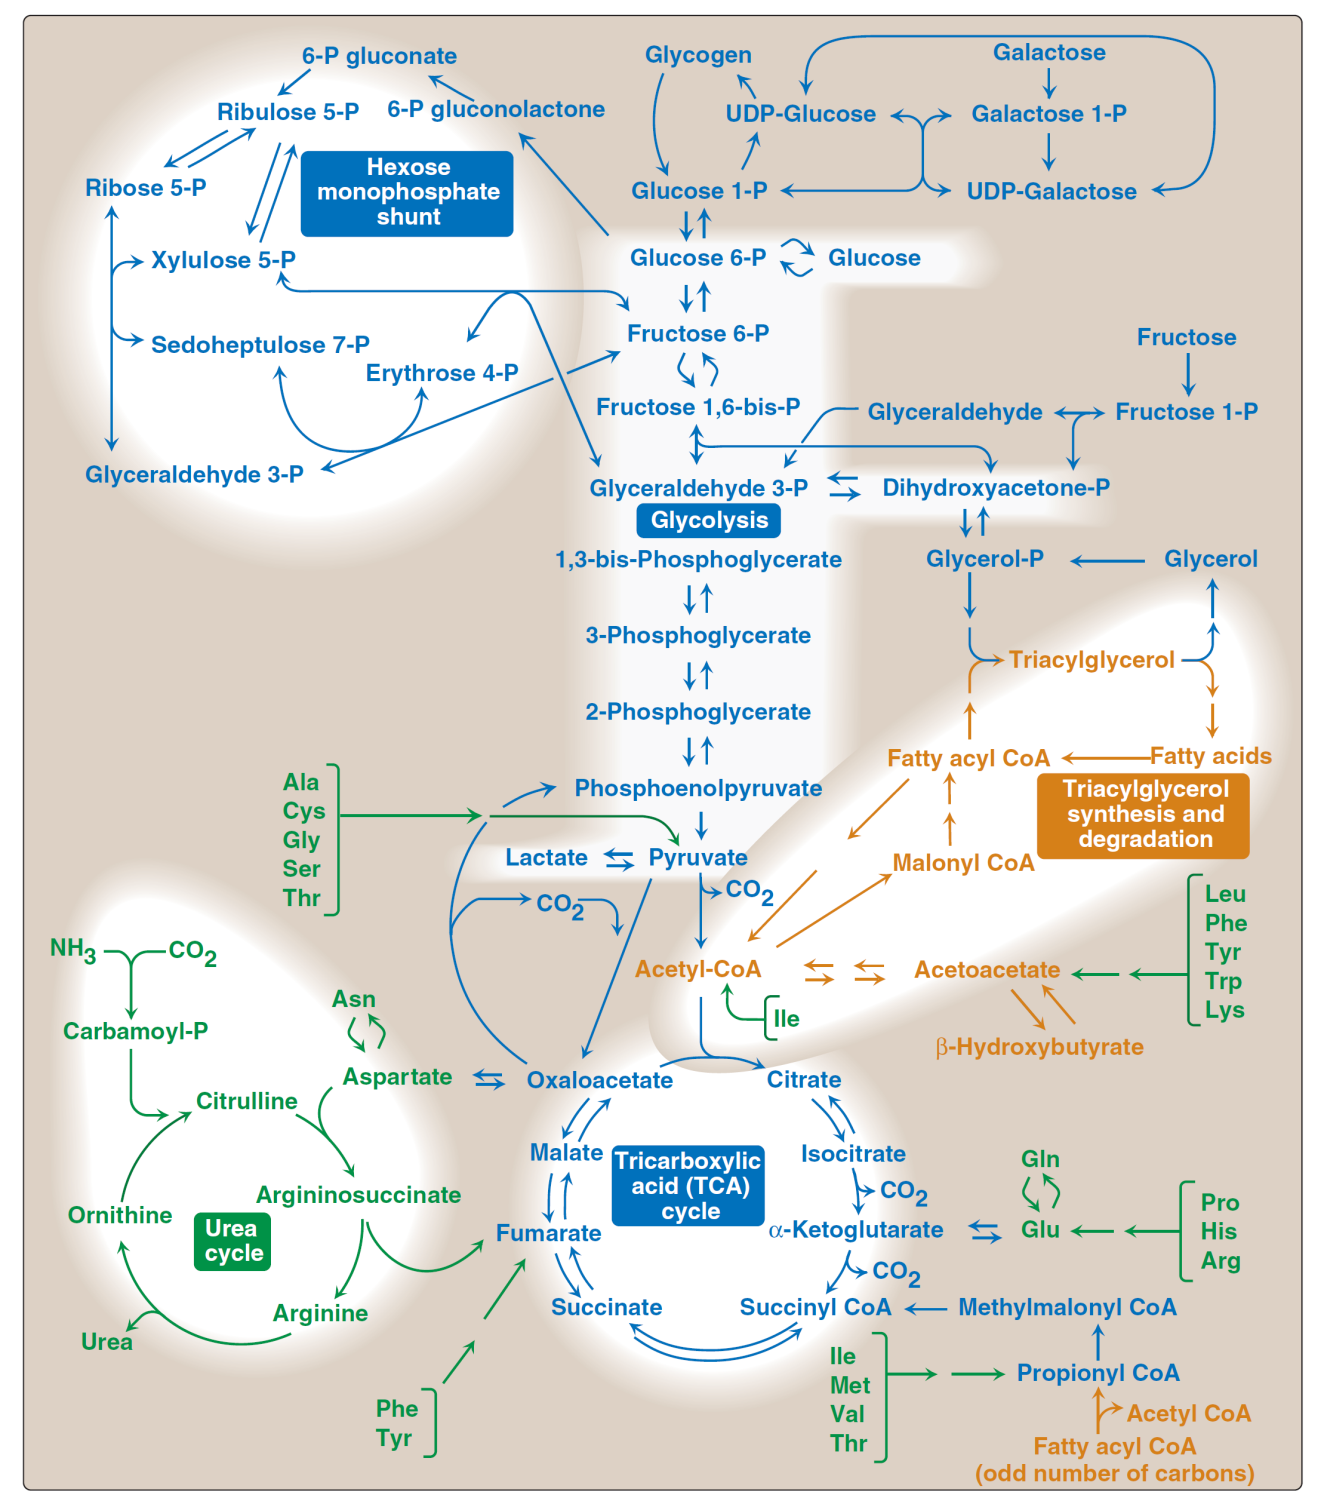 6-P gluconate
Glycogen
Galactose
Ribulose 5-P
6-P gluconolactone
UDP-Glucose
Galactose 1-P
Hexose
monophosphate
shunt
Ribose 5-P
Glucose 1-P
UDP-Galactose
Xylulose 5-P
Glucose 6-P
Glucose
Fructose 6-P
Fructose
Sedoheptulose 7-P
Erythrose 4-P
Fructose 1,6-bis-P
Glyceraldehyde
Fructose 1-P
Glyceraldehyde 3-P
Glyceraldehyde 3-P
Dihydroxyacetone-P
Glycolysis
1,3-bis-Phosphoglycerate
Glycerol-P
Glycerol
3-Phosphoglycerate
Triacylglycerol
2-Phosphoglycerate
Fatty acyl CoA
Fatty acids
Ala
Cys
Gly
Ser
Thr
Phosphoenolpyruvate
Triacylglycerol
synthesis and
degradation
Lactate
Pyruvate
Malonyl CoA
CO2
CO2
Leu
Phe
Tyr
Trp
Lys
NH3
CO2
Acetyl-CoA
Acetoacetate
Asn
Ile
Carbamoyl-P
β-Hydroxybutyrate
Aspartate
Oxaloacetate
Citrate
Citrulline
Malate
Tricarboxylic
acid (TCA)
cycle
Isocitrate
Gln
Argininosuccinate
CO2
Pro
His
Arg
Ornithine
Urea
cycle
Fumarate
α-Ketoglutarate
Glu
CO2
Arginine
Succinate
Succinyl CoA
Methylmalonyl CoA
Urea
Ile
Met
Val
Thr
Propionyl CoA
Phe
Tyr
Acetyl CoA
Fatty acyl CoA
(odd number of carbons)